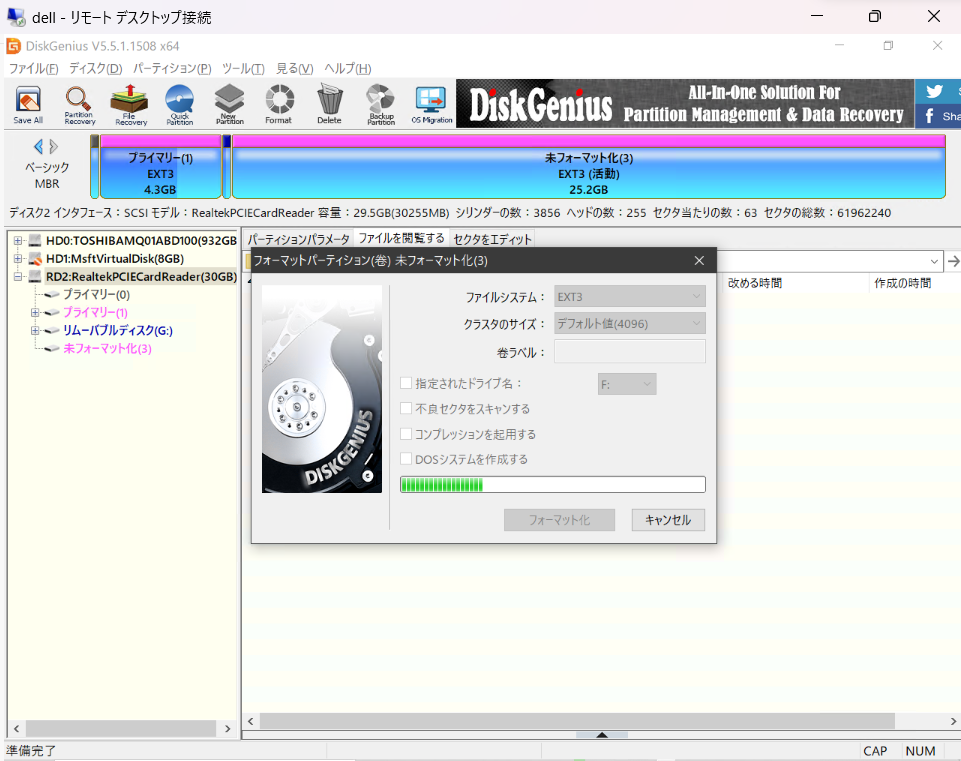 dell - リモート デスクトップ接続
DiskGenius V5.5.1.1508 x64
ファイル(F) ディスク(D) パーティション(P) ツール(T) 見る(V) ヘルプ(H)
Save All
Partition Recovery
File Recovery
Quick Partition
New Partition
Format
Delete
Backup Partition
OS Migration
DiskGenius
All-In-One Solution For
Partition Management & Data Recovery
Sha
ベーシック
MBR
プライマリー(1)
EXT3
4.3GB
未フォーマット化(3)
EXT3 (活動)
25.2GB
ディスク2 インタフェース：SCSI モデル：RealtekPCIECardReader 容量：29.5GB(30255MB) シリンダーの数：3856 ヘッドの数：255 セクタ当たりの数：63 セクタの総数：61962240
HD0:TOSHIBAMQ01ABD100(932GB
HD1:MsftVirtualDisk(8GB)
RD2:RealtekPCIECardReader(30GB)
プライマリー(0)
プライマリー(1)
リムーバブルディスク(G:)
未フォーマット化(3)
パーティションパラメータ ファイルを閲覧する セクタをエディット
改める時間 作成の時間
フォーマットパーティション(巻) 未フォーマット化(3)
ファイルシステム： EXT3
クラスタのサイズ： デフォルト値(4096)
巻ラベル：
指定されたドライブ名： F:
不良セクタをスキャンする
コンプレッションを起用する
DOSシステムを作成する
DISKGENIUS
フォーマット化 キャンセル
準備完了 CAP NUM